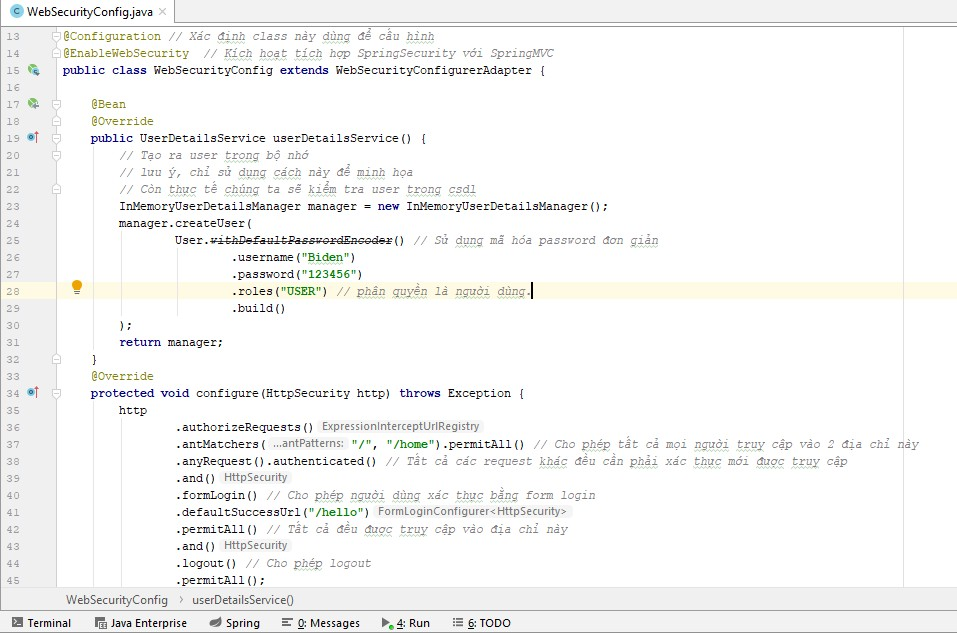 WebSecurityConfig.java
13 @Configuration // Xác định class này dùng để cấu hình
14 @EnableWebSecurity // Kích hoạt tích hợp SpringSecurity với SpringMVC
15 public class WebSecurityConfig extends WebSecurityConfigurerAdapter {
16
17 @Bean
18 @Override
19 public UserDetailsService userDetailsService() {
20 // Tạo ra user trong bộ nhớ
21 // lưu ý, chỉ sử dụng cách này để minh họa
22 // Còn thực tế chúng ta sẽ kiểm tra user trong csdl
23 InMemoryUserDetailsManager manager = new InMemoryUserDetailsManager();
24 manager.createUser(
25 User.withDefaultPasswordEncoder() // Sử dụng mã hóa password đơn giản
26 .username("Biden")
27 .password("123456")
28 .roles("USER") // phân quyền là người dùng.
29 .build()
30 );
31 return manager;
32 }
33 @Override
34 protected void configure(HttpSecurity http) throws Exception {
35 http
36 .authorizeRequests() ExpressionInterceptUrlRegistry
37 .antMatchers( ...antPatterns: "/", "/home").permitAll() // Cho phép tất cả mọi người truy cập vào 2 địa chỉ này
38 .anyRequest().authenticated() // Tất cả các request khác đều cần phải xác thực mới được truy cập
39 .and() HttpSecurity
40 .formLogin() // Cho phép người dùng xác thực bằng form login
41 .defaultSuccessUrl("/hello") FormLoginConfigurer<HttpSecurity>
42 .permitAll() // Tất cả đều được truy cập vào địa chỉ này
43 .and() HttpSecurity
44 .logout() // Cho phép logout
45 .permitAll();
WebSecurityConfig › userDetailsService()
Terminal Java Enterprise Spring 0: Messages 4: Run 6: TODO